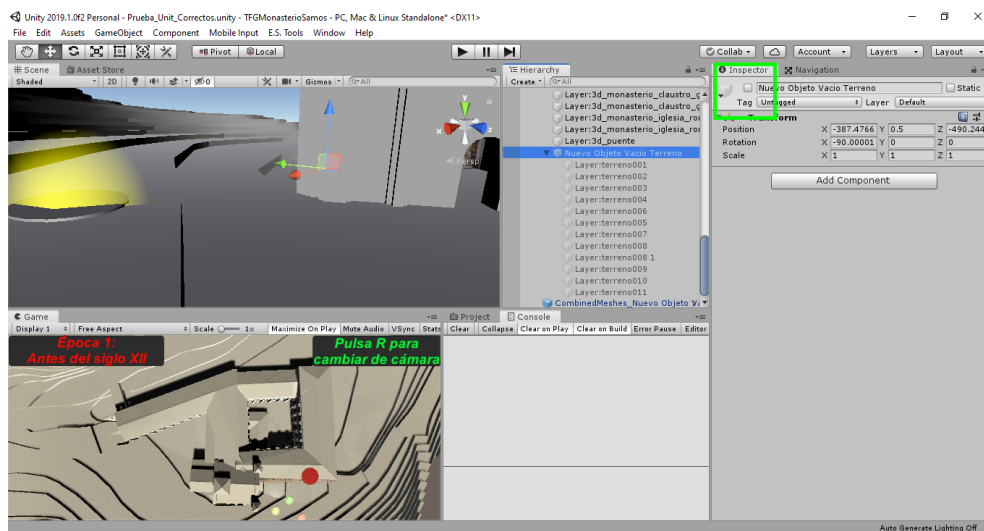 Unity 2019.1.0f2 Personal - Prueba_Unit_Correctos.unity - TFGMonasterioSamos - PC, Mac & Linux Standalone* <DX11>
File Edit Assets GameObject Component Mobile Input E.S. Tools Window Help
Pivot Local Collab Account Layers Layout
Scene Asset Store
Shaded 2D 0 Gizmos All
y
x z
Persp
Hierarchy
Create All
Layer:3d_monasterio_claustro_g
Layer:3d_monasterio_claustro_g
Layer:3d_monasterio_iglesia_ro
Layer:3d_monasterio_iglesia_ro
Layer:3d_puente
Nuevo Objeto Vacio Terreno
Layer:terreno001
Layer:terreno002
Layer:terreno003
Layer:terreno004
Layer:terreno006
Layer:terreno005
Layer:terreno007
Layer:terreno008
Layer:terreno008 1
Layer:terreno009
Layer:terreno010
Layer:terreno011
CombinedMeshes_Nuevo Objeto Va
Inspector Navigation
Nuevo Objeto Vacio Terreno Static
Tag Untagged Layer Default
Transform
Position X -387.4766 Y 0.5 Z -490.244
Rotation X -90.00001 Y 0 Z 0
Scale X 1 Y 1 Z 1
Add Component
Game
Display 1 Free Aspect Scale 1x Maximize On Play Mute Audio VSync Stats
Época 1:
Antes del siglo XII
Pulsa R para
cambiar de cámara
Project Console
Clear Collapse Clear on Play Clear on Build Error Pause Editor
Auto Generate Lighting Off